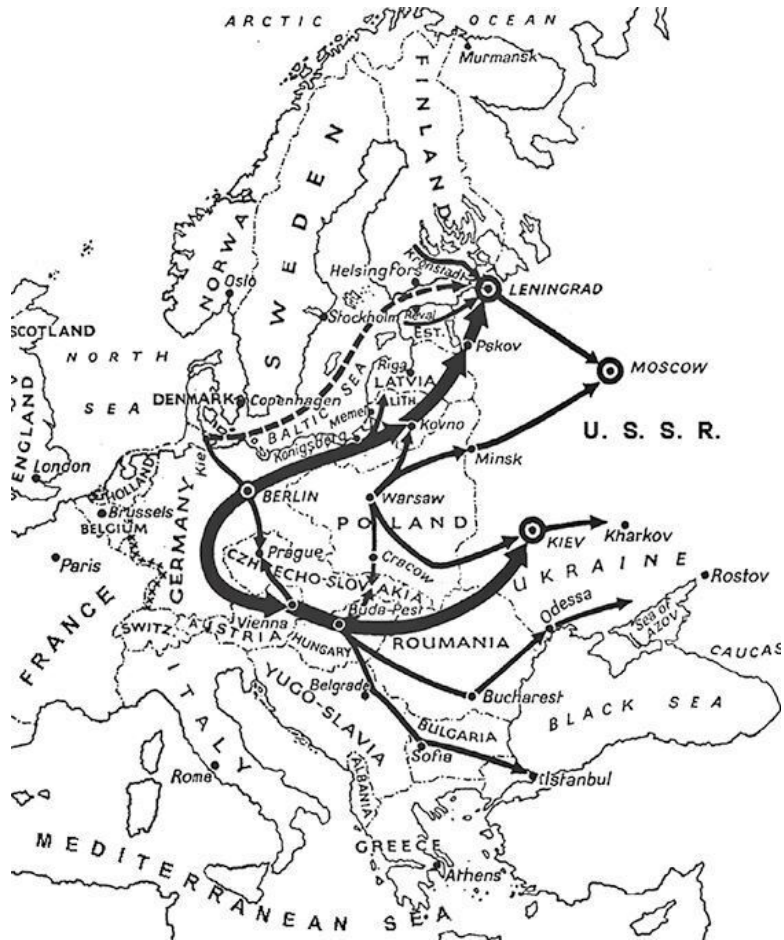 ARCTIC OCEAN
Murmansk
FINLAND
SWEDEN
NORWAY
Oslo
Helsingfors
Kronstadt
LENINGRAD
Stockholm
Reval
EST.
Pskov
SCOTLAND
NORTH SEA
MOSCOW
Riga
LATVIA
DENMARK
Copenhagen
BALTIC SEA
LITH.
Memel
Kovno
U. S. S. R.
ENGLAND
Kiel
Königsberg
Minsk
London
HOLLAND
BERLIN
Warsaw
Brussels
BELGIUM
GERMANY
POLAND
KIEV
Kharkov
Paris
Prague
Cracow
UKRAINE
CZHECHO-SLOVAKIA
Rostov
FRANCE
Vienna
Buda-Pest
Odessa
Sea of AZOV
SWITZ.
AUSTRIA
HUNGARY
ROUMANIA
CAUCAS
ITALY
YUGO-SLAVIA
Belgrade
Bucharest
BLACK SEA
BULGARIA
Sofia
Roma
ALBANIA
Istanbul
GREECE
Athens
MEDITERRANEAN SEA